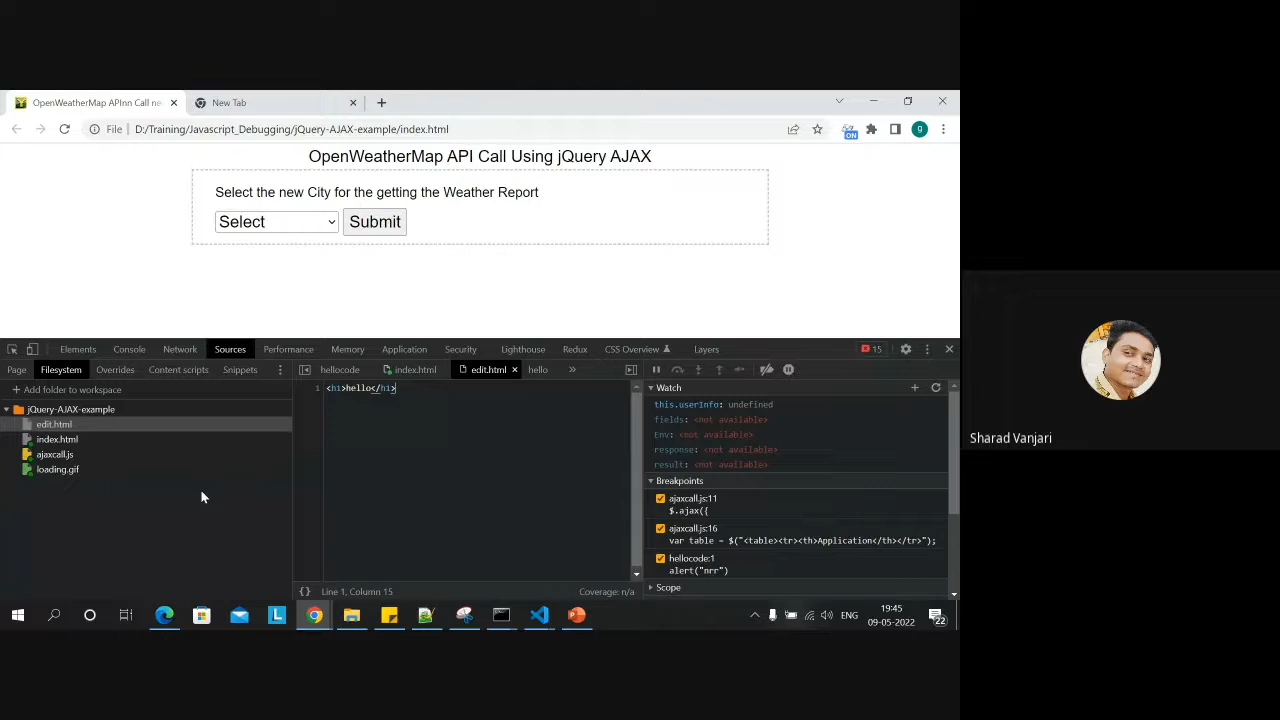 OpenWeatherMap APInn Call ne
New Tab
File
D:/Training/Javascript_Debugging/jQuery-AJAX-example/index.html
g
ON
OpenWeatherMap API Call Using jQuery AJAX
Select the new City for the getting the Weather Report
Select
Submit
Elements
Console
Network
Sources
Performance
Memory
Application
Security
Lighthouse
Redux
CSS Overview
Layers
15
Page
Filesystem
Overrides
Content scripts
Snippets
hellocode
index.html
edit.html
hello
Add folder to workspace
jQuery-AJAX-example
edit.html
index.html
ajaxcall.js
loading.gif
1 <h1>hello</h1>
{} Line 1, Column 15
Coverage: n/a
Watch
this.userInfo: undefined
fields: <not available>
Env: <not available>
response: <not available>
result: <not available>
Breakpoints
ajaxcall.js:11
$.ajax({
ajaxcall.js:16
var table = $("<table><tr><th>Application</th></tr>");
hellocode:1
alert("nrr")
Scope
ENG
19:45
09-05-2022
22
Sharad Vanjari